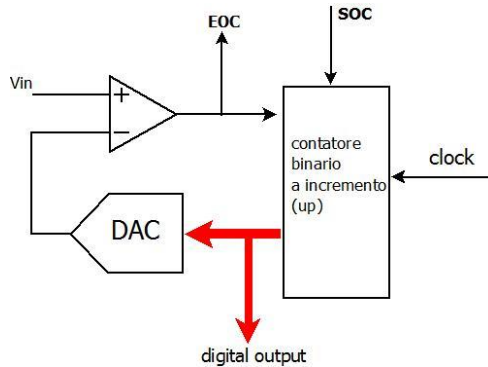 EOC
SOC
Vin
+
−
contatore
binario
a incremento
(up)
clock
DAC
digital output